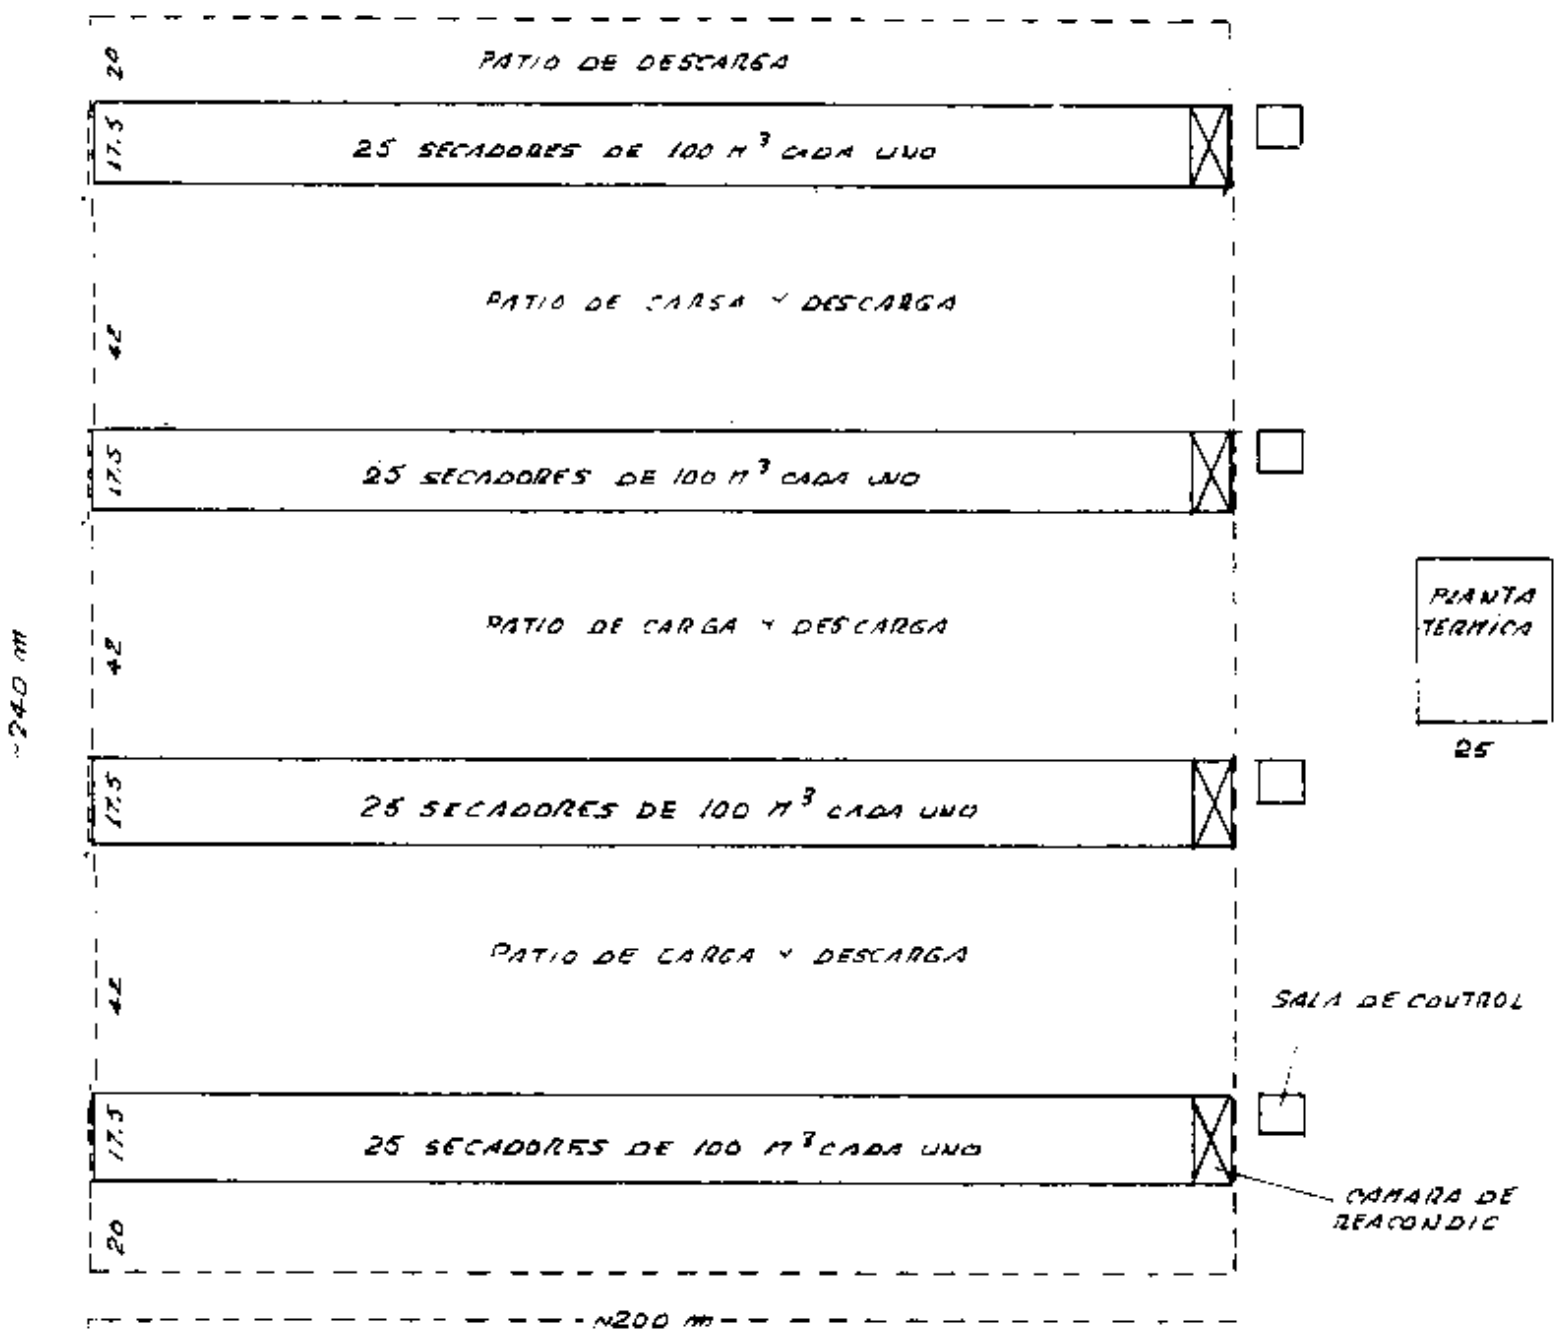 20
PATIO DE DESCARGA
17.5
25 SECADORES DE 100 M³ CADA UNO
PATIO DE CARGA Y DESCARGA
42
17.5
25 SECADORES DE 100 M³ CADA UNO
PLANTA
TERMICA
PATIO DE CARGA Y DESCARGA
42
~240 m
25
17.5
25 SECADORES DE 100 M³ CADA UNO
PATIO DE CARGA Y DESCARGA
42
SALA DE CONTROL
17.5
25 SECADORES DE 100 M³ CADA UNO
CAMARA DE
REACONDIC
20
~200 m